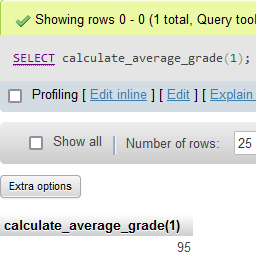 Showing rows 0 - 0 (1 total, Query took
SELECT calculate_average_grade(1);
Profiling [ Edit inline ] [ Edit ] [ Explain
Show all Number of rows: 25
Extra options
calculate_average_grade(1)
95